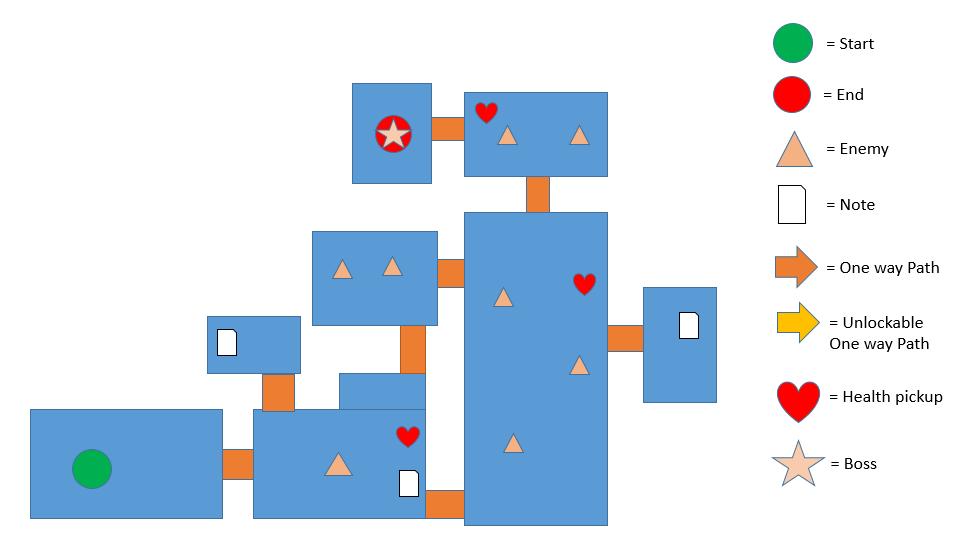 = Start
= End
= Enemy
= Note
= One way Path
= Unlockable
One way Path
= Health pickup
= Boss